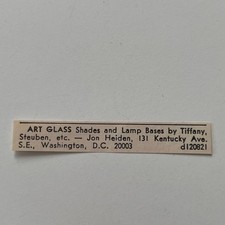 ART GLASS Shades and Lamp Bases by Tiffany,
Steuben, etc. — Jon Heiden, 131 Kentucky Ave.
S.E., Washington, D.C. 20003 d120821